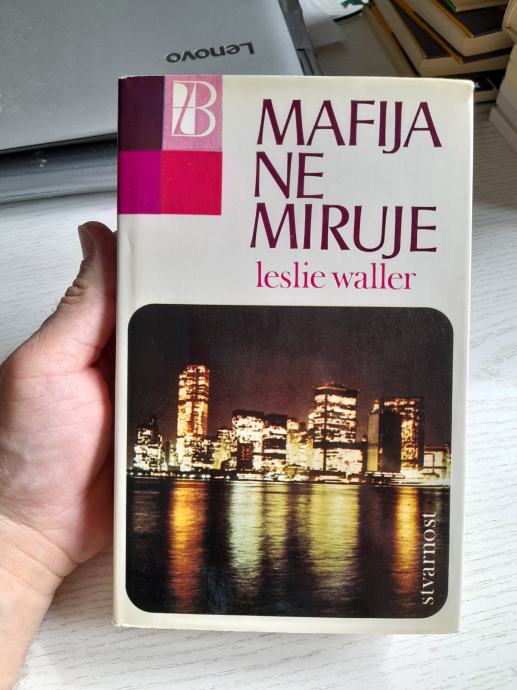 Lenovo
B
MAFIJA
NE
MIRUJE
leslie waller
stvarnost